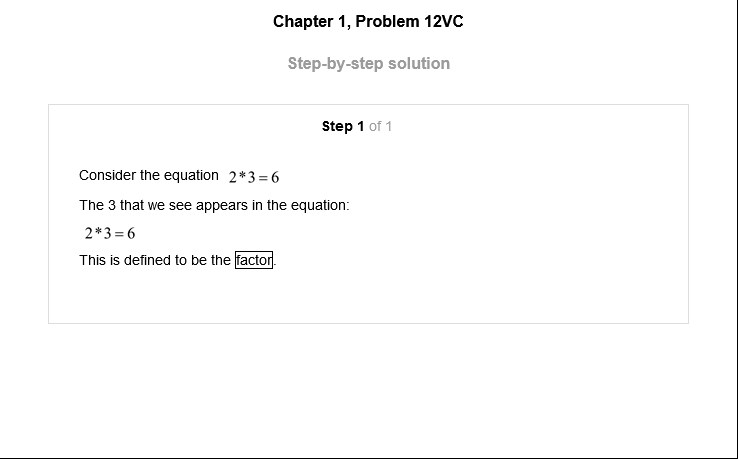 Chapter 1, Problem 12VC
Step-by-step solution
Step 1 of 1
Consider the equation 2*3=6
The 3 that we see appears in the equation:
2*3=6
This is defined to be the factor.